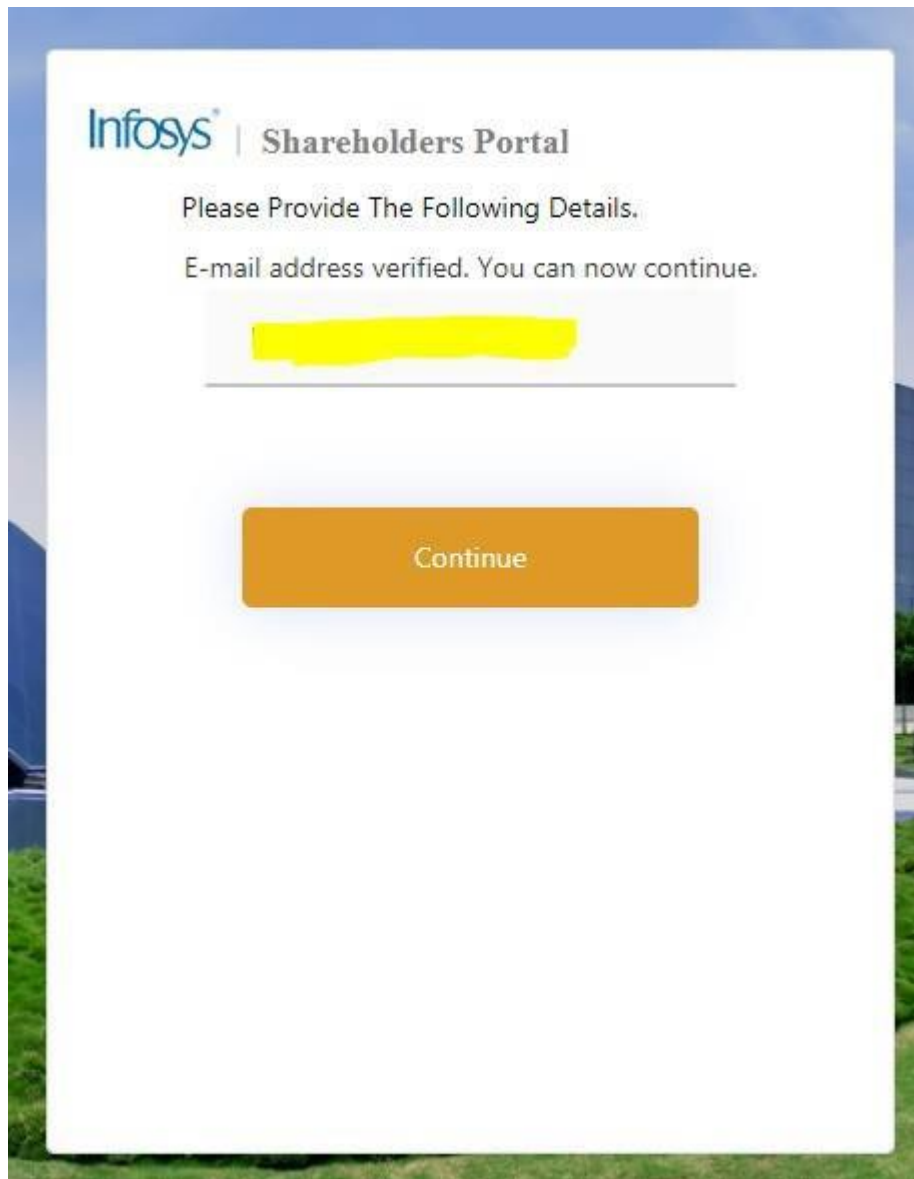 Infosys® | Shareholders Portal
Please Provide The Following Details.
E-mail address verified. You can now continue.
Continue